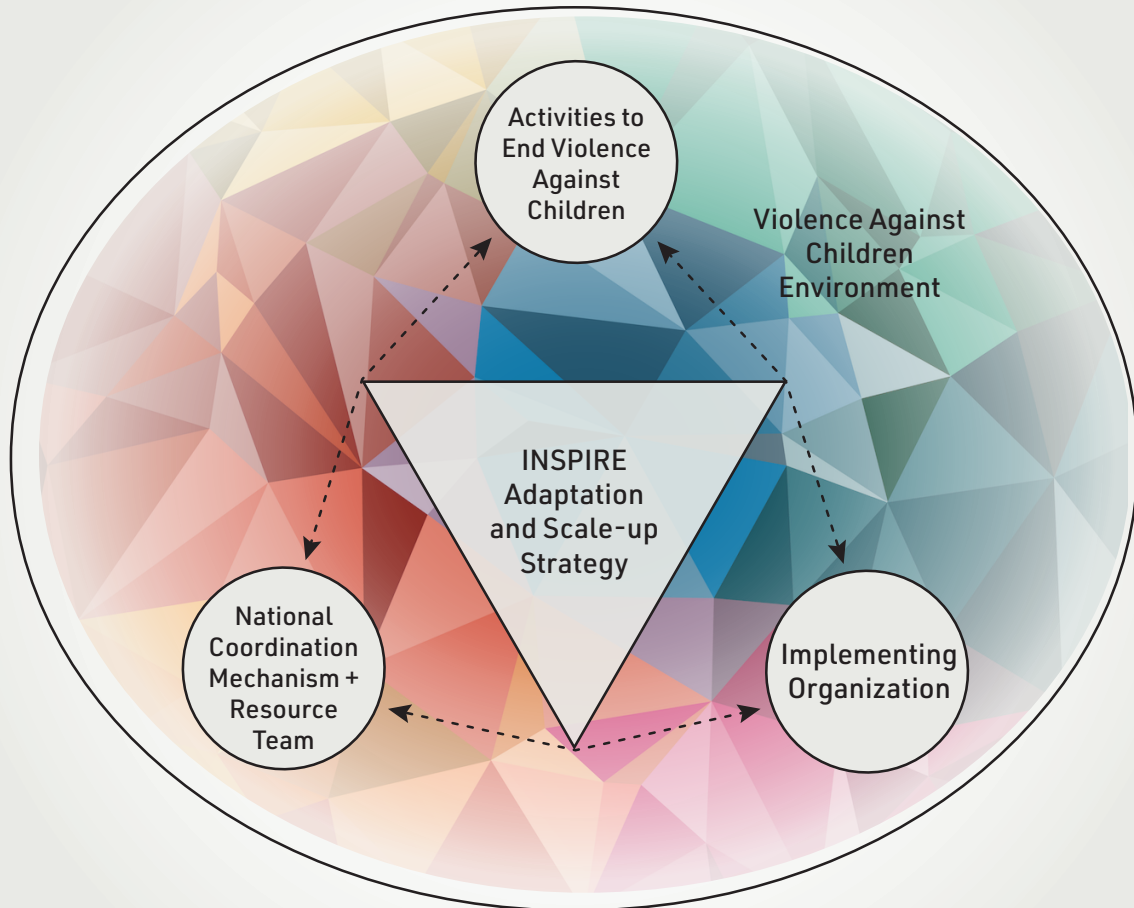 Activities to
End Violence
Against
Children
Violence Against
Children
Environment
INSPIRE
Adaptation
and Scale-up
Strategy
National
Coordination
Mechanism +
Resource
Team
Implementing
Organization